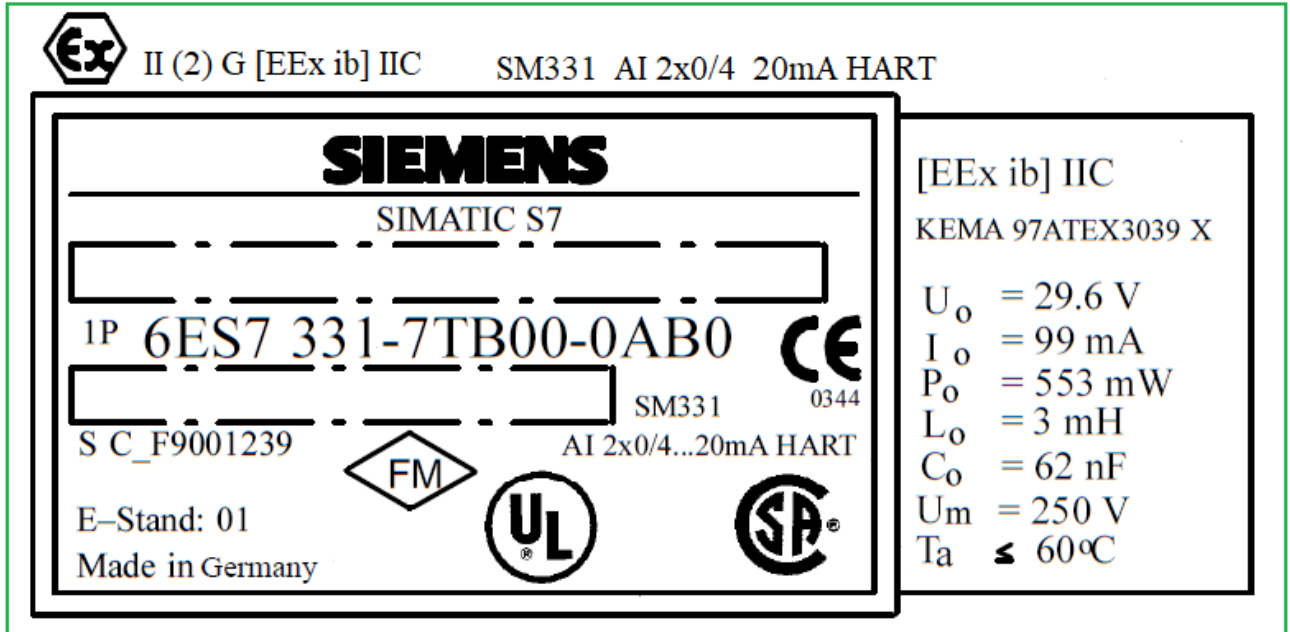 Ex II (2) G [EEx ib] IIC SM331 AI 2x0/4 20mA HART
SIEMENS
SIMATIC S7
1P 6ES7 331-7TB00-0AB0 CE
0344
SM331
S C_F9001239 AI 2x0/4...20mA HART
FM
UL ®
CSA ®
E–Stand: 01
Made in Germany
[EEx ib] IIC
KEMA 97ATEX3039 X
Uo = 29.6 V
Io = 99 mA
Po = 553 mW
Lo = 3 mH
Co = 62 nF
Um = 250 V
Ta ≤ 60°C